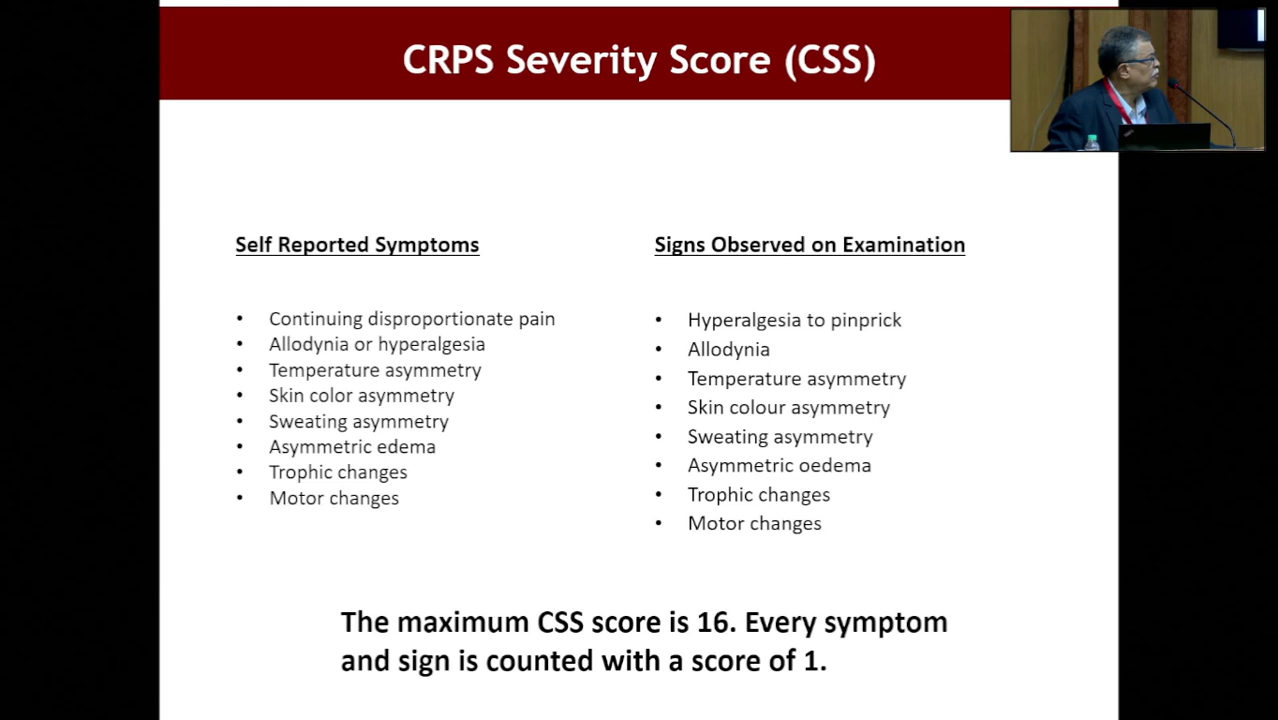 CRPS Severity Score (CSS)
Self Reported Symptoms
• Continuing disproportionate pain
• Allodynia or hyperalgesia
• Temperature asymmetry
• Skin color asymmetry
• Sweating asymmetry
• Asymmetric edema
• Trophic changes
• Motor changes
Signs Observed on Examination
• Hyperalgesia to pinprick
• Allodynia
• Temperature asymmetry
• Skin colour asymmetry
• Sweating asymmetry
• Asymmetric oedema
• Trophic changes
• Motor changes
The maximum CSS score is 16. Every symptom
and sign is counted with a score of 1.